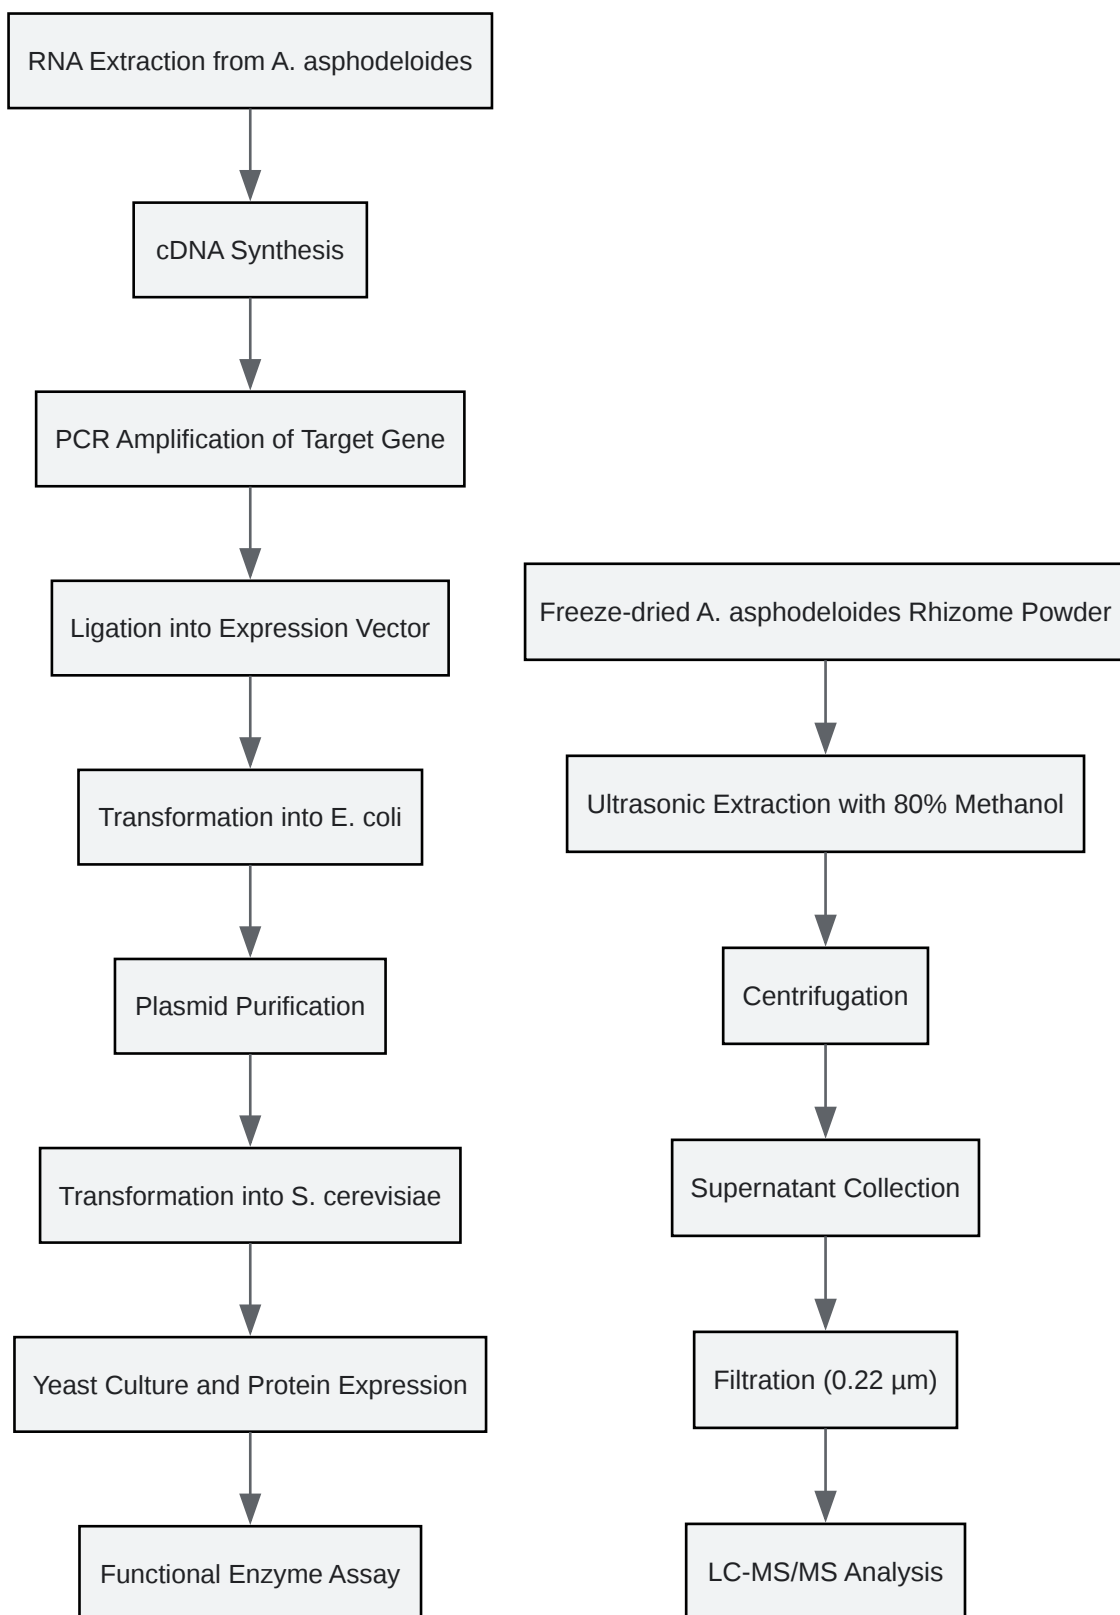 RNA Extraction from A. asphodeloides
cDNA Synthesis
PCR Amplification of Target Gene
Ligation into Expression Vector
Transformation into E. coli
Plasmid Purification
Transformation into S. cerevisiae
Yeast Culture and Protein Expression
Functional Enzyme Assay
Freeze-dried A. asphodeloides Rhizome Powder
Ultrasonic Extraction with 80% Methanol
Centrifugation
Supernatant Collection
Filtration (0.22 µm)
LC-MS/MS Analysis